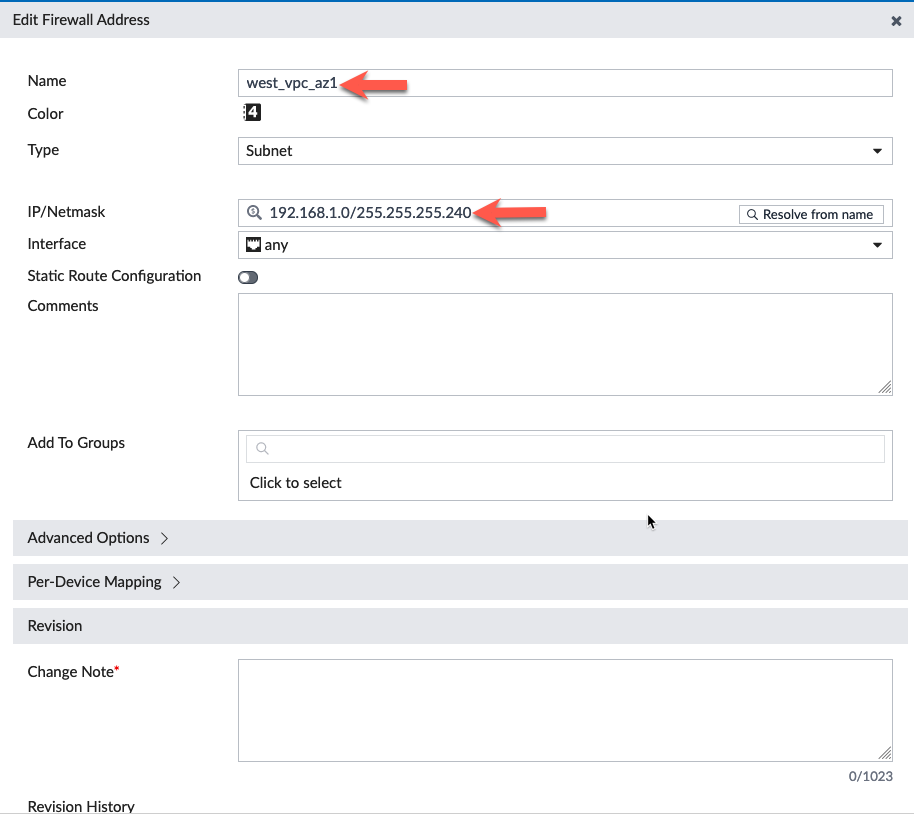 Edit Firewall Address
Name
west_vpc_az1
Color
4
Type
Subnet
IP/Netmask
192.168.1.0/255.255.255.240
Resolve from name
Interface
any
Static Route Configuration
Comments
Add To Groups
Click to select
Advanced Options
Per-Device Mapping
Revision
Change Note*
0/1023
Revision History